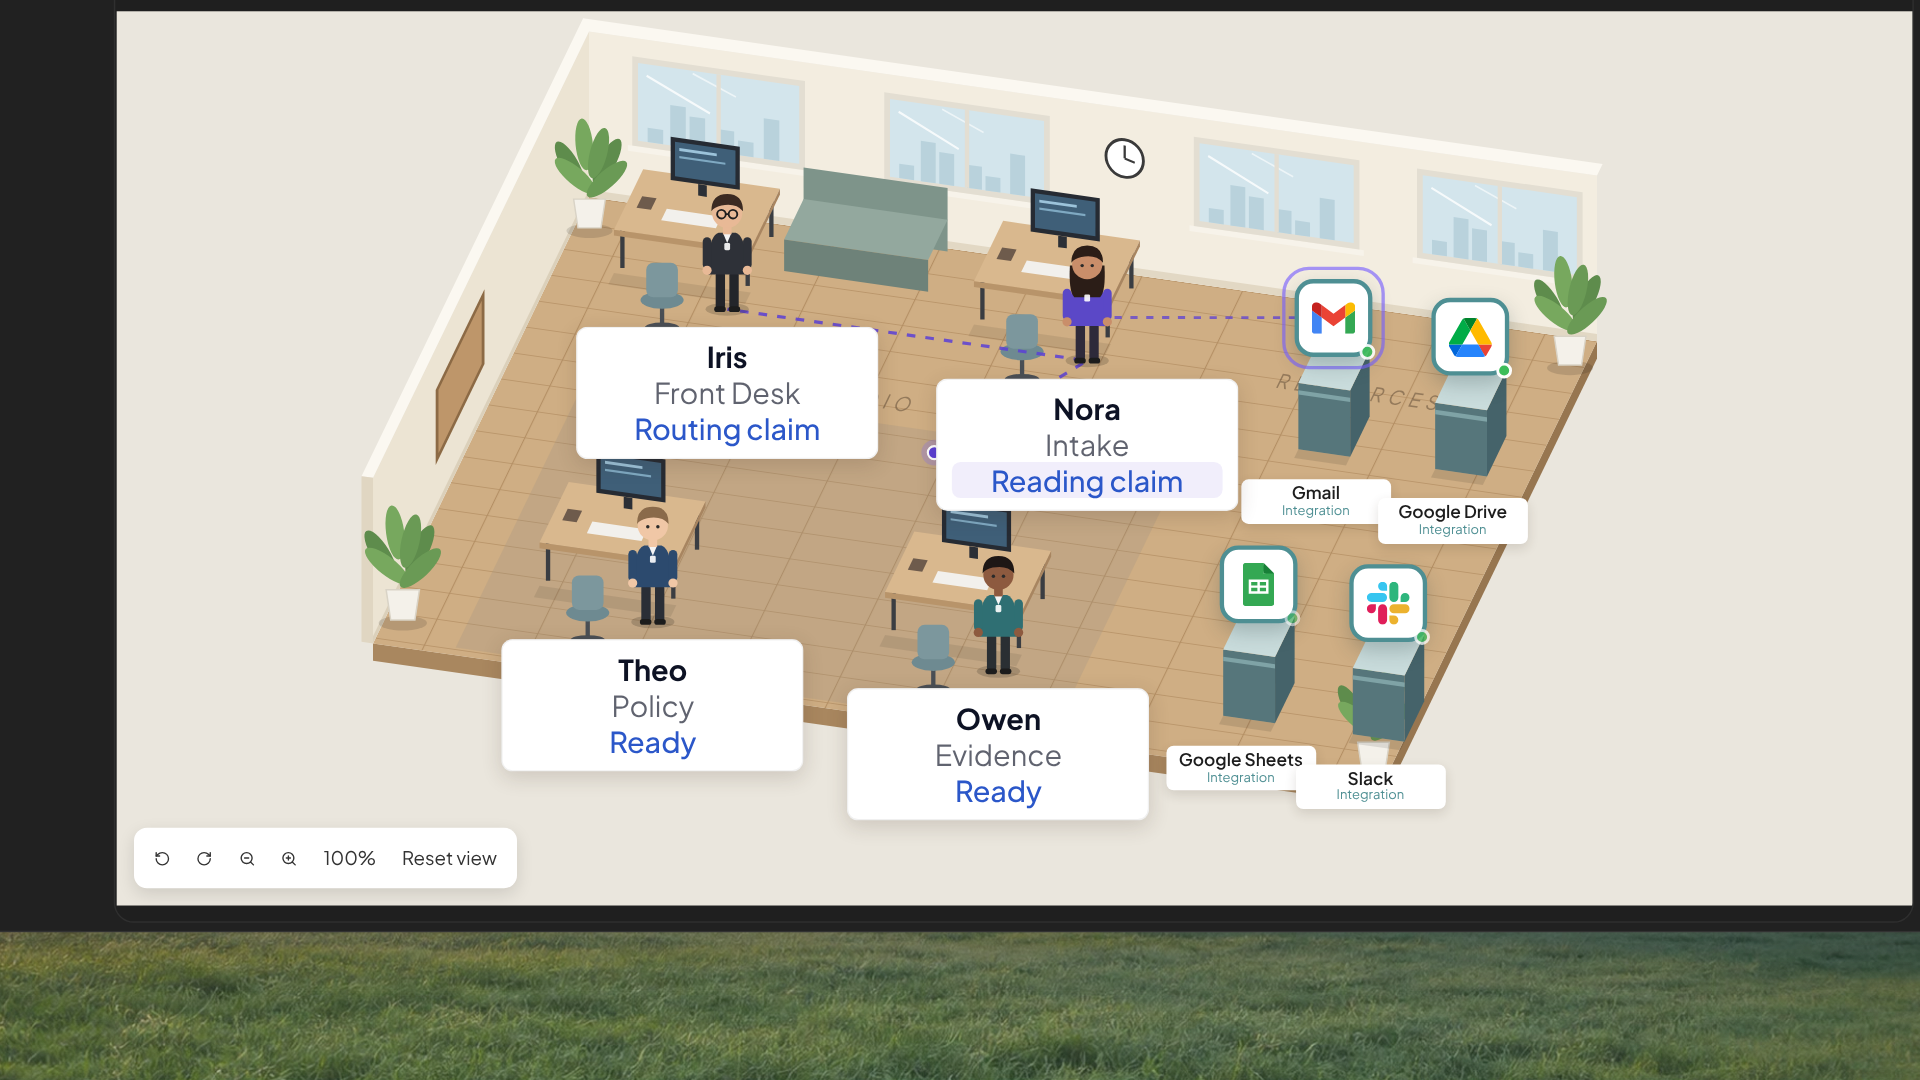 Iris
Front Desk
Routing claim
Nora
Intake
Reading claim
Gmail
Integration
Google Drive
Integration
Theo
Policy
Ready
Owen
Evidence
Ready
Google Sheets
Integration
Slack
Integration
100%
Reset view